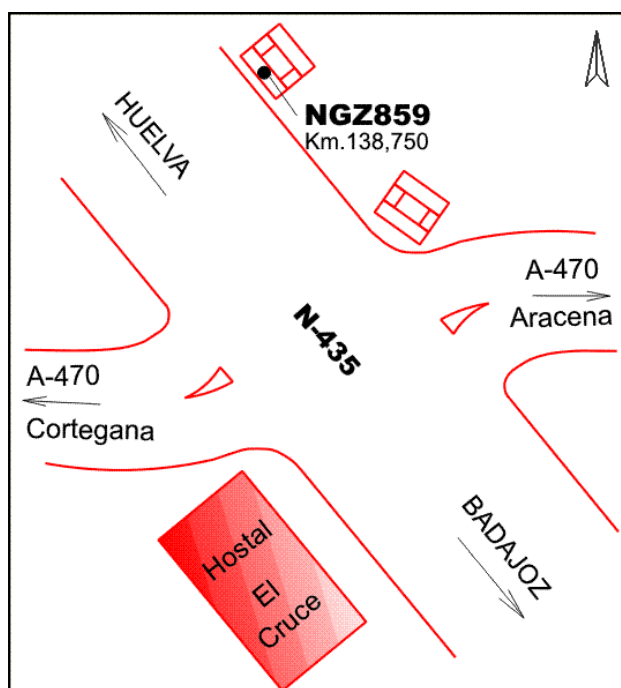 HUELVA
NGZ859
Km.138,750
A-470
Aracena
N-435
A-470
Cortegana
Hostal
El
Cruce
BADAJOZ